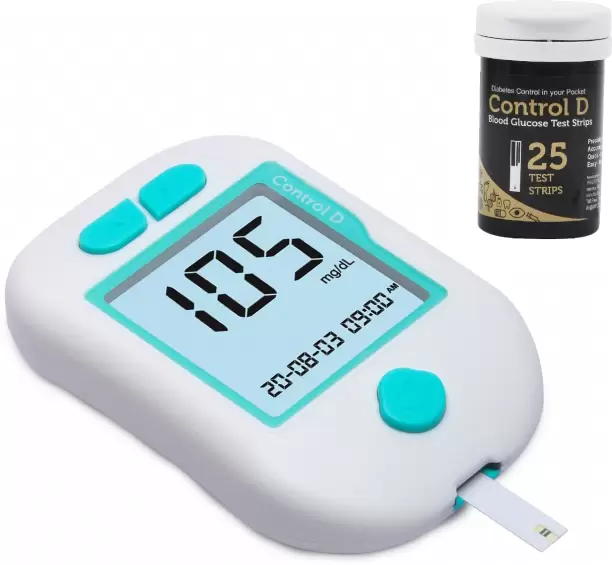 Control D
105
mg/dL
20-08-03 09:00 AM
Diabetes Control in your Pocket
Control D
Blood Glucose Test Strips
25
TEST
STRIPS